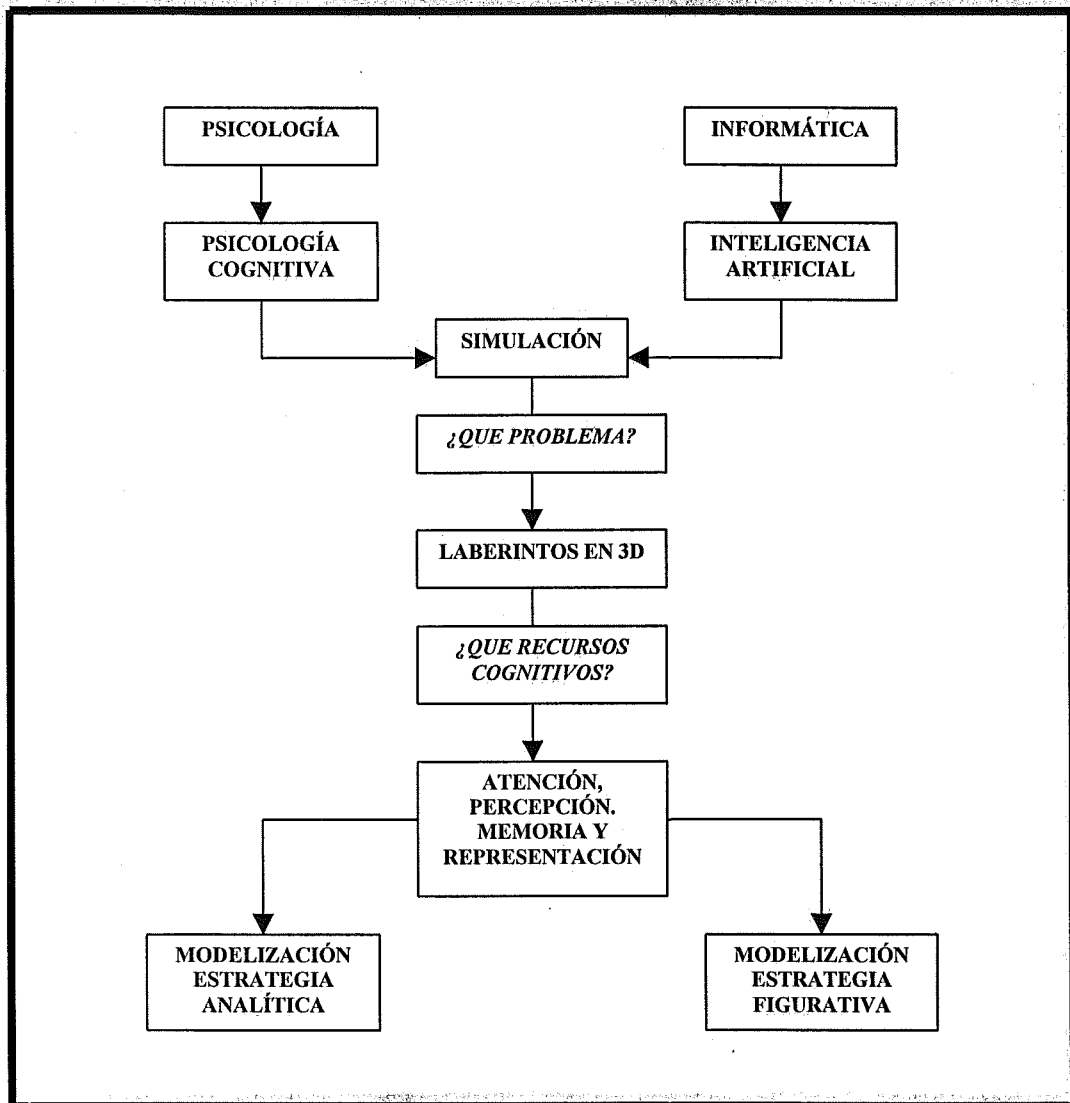 PSICOLOGÍA
INFORMÁTICA
PSICOLOGÍA
COGNITIVA
INTELIGENCIA
ARTIFICIAL
SIMULACIÓN
¿QUE PROBLEMA?
LABERINTOS EN 3D
¿QUE RECURSOS
COGNITIVOS?
ATENCIÓN,
PERCEPCIÓN.
MEMORIA Y
REPRESENTACIÓN
MODELIZACIÓN
ESTRATEGIA
ANALÍTICA
MODELIZACIÓN
ESTRATEGIA
FIGURATIVA